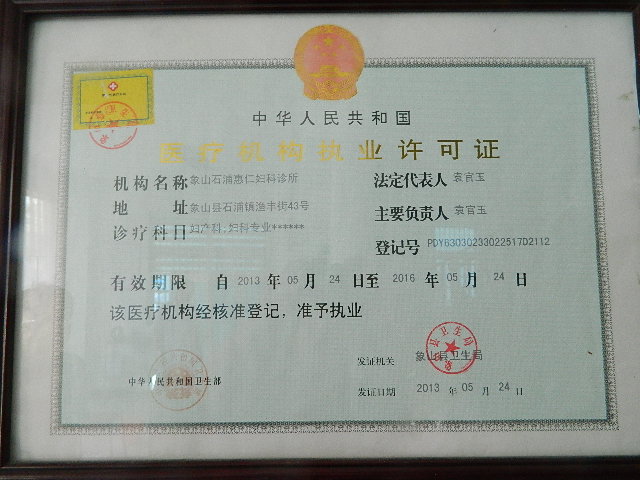 中华人民共和国
医疗机构执业许可证
机构名称 象山石浦惠仁妇科诊所
法定代表人 袁官玉
地 址 象山县石浦镇渔丰街43号
主要负责人 袁官玉
诊疗科目 妇产科,妇科专业******
登记号 PDY63030233022517D2112
有效期限 自 2013 年 05 月 24 日至 2016 年 05 月 24 日
该医疗机构经核准登记，准予执业
发证机关 象山县卫生局
中华人民共和国卫生部
发证日期 2013 年 05 月 24 日